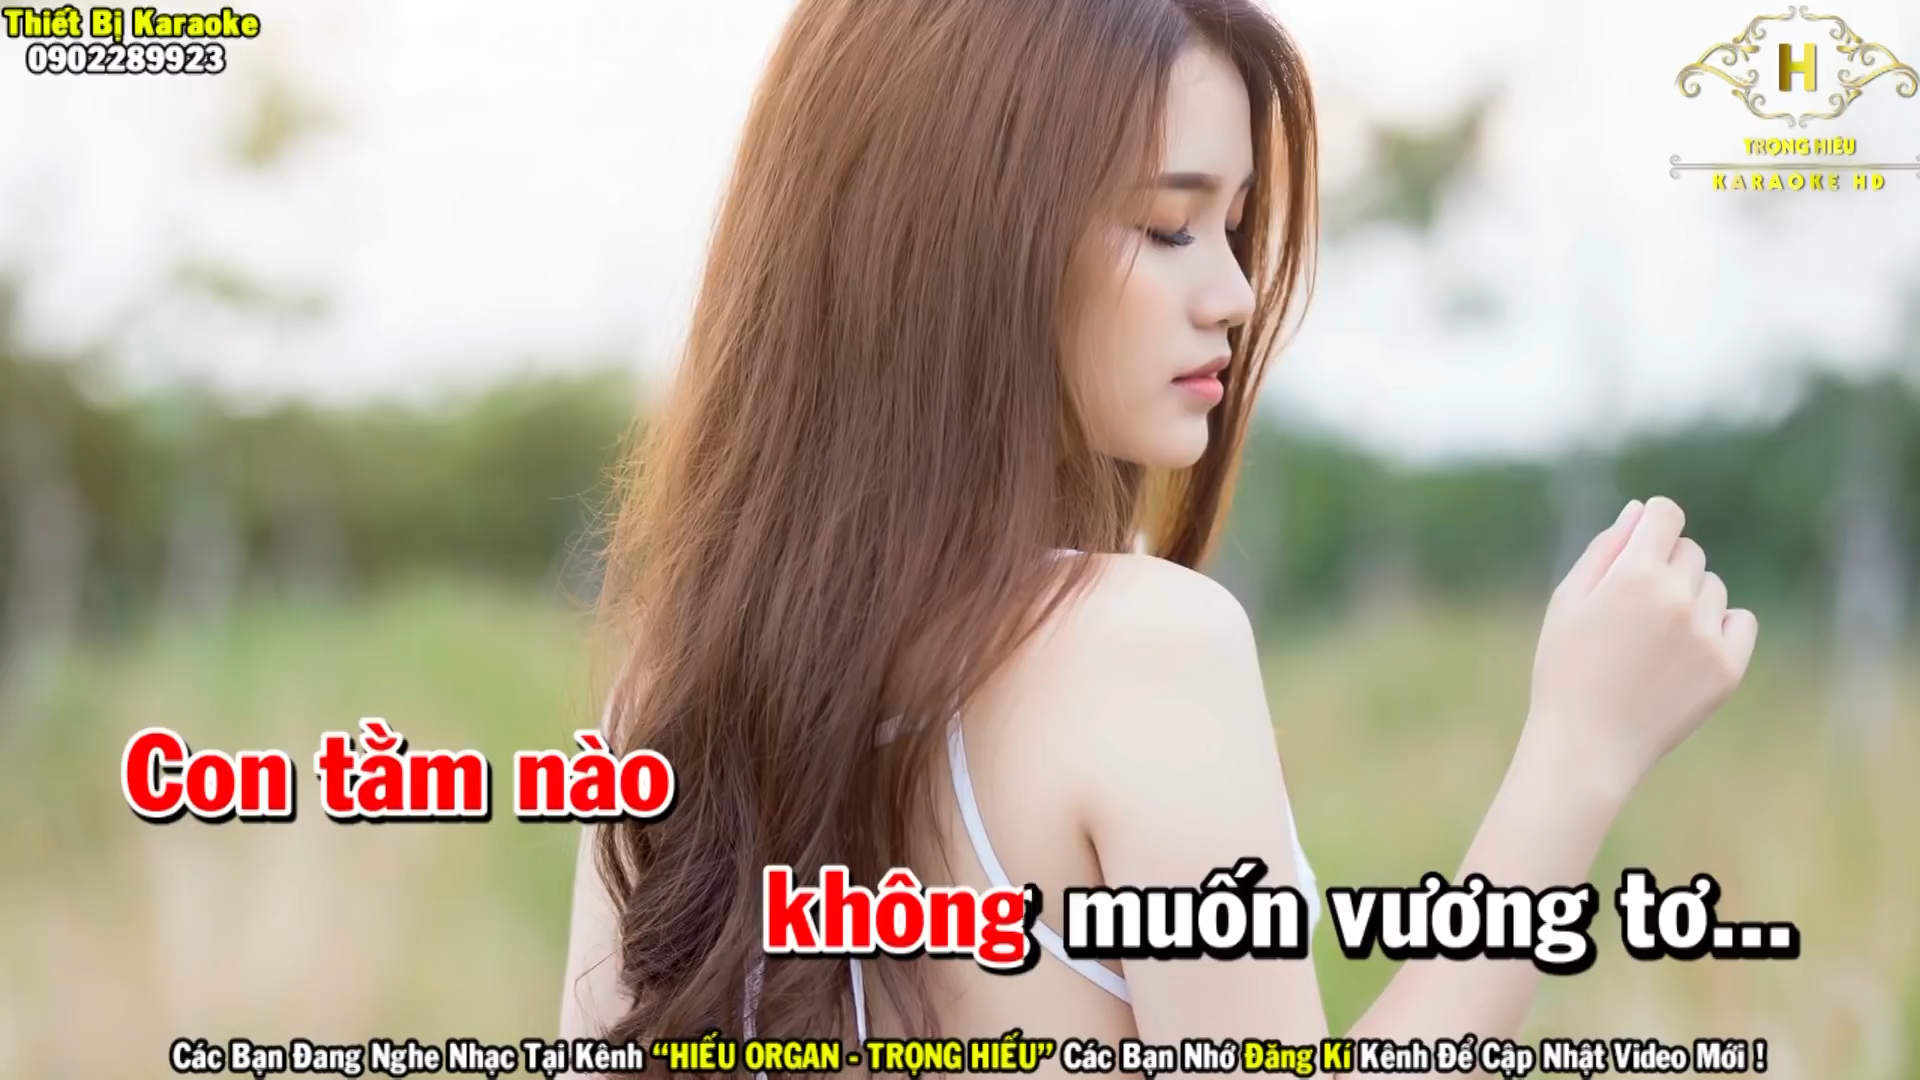 Thiết Bị Karaoke
0902289923
H
TRỌNG HIẾU
KARAOKE HD
Con tằm nào
không muốn vương tơ...
Các Bạn Đang Nghe Nhạc Tại Kênh “HIẾU ORGAN - TRỌNG HIẾU” Các Bạn Nhớ Đăng Kí Kênh Để Cập Nhật Video Mới !